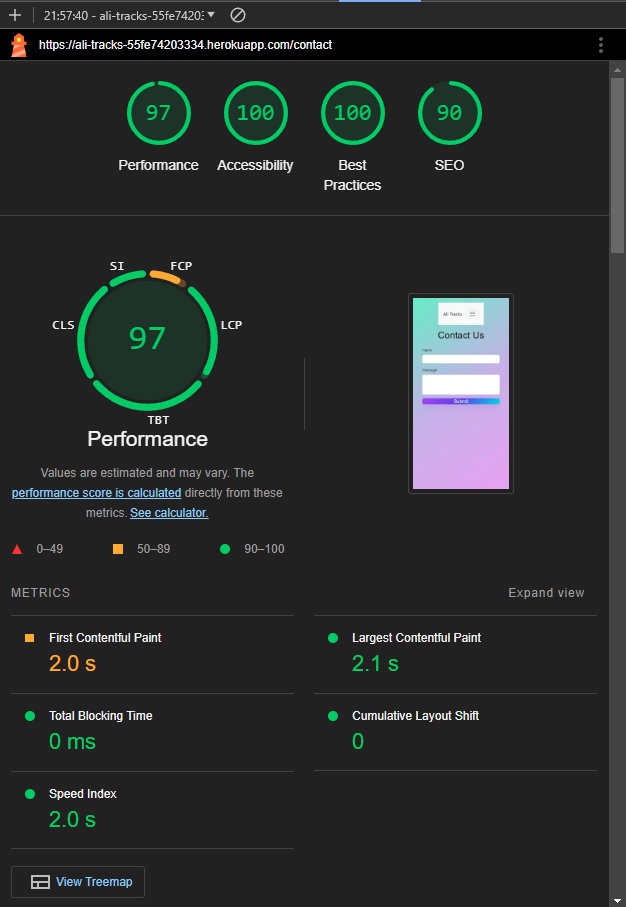 21:57:40 - ali-tracks-55fe74203
https://ali-tracks-55fe74203334.herokuapp.com/contact
97
100
100
90
Performance
Accessibility
Best
Practices
SEO
SI
FCP
CLS
LCP
97
TBT
Performance
Values are estimated and may vary. The
performance score is calculated directly from these
metrics. See calculator.
0–49
50–89
90–100
Ali Tracks
Contact Us
Name
Message
Submit
METRICS
Expand view
First Contentful Paint
2.0 s
Largest Contentful Paint
2.1 s
Total Blocking Time
0 ms
Cumulative Layout Shift
0
Speed Index
2.0 s
View Treemap